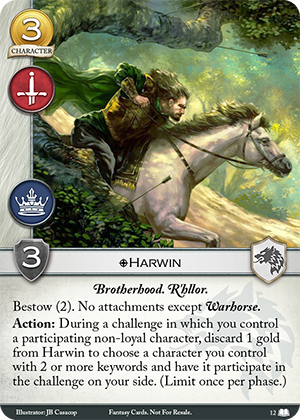 3
CHARACTER
3
Harwin
Brotherhood. R'hllor.
Bestow (2). No attachments except Warhorse.
Action: During a challenge in which you control
a participating non-loyal character, discard 1 gold
from Harwin to choose a character you control
with 2 or more keywords and have it participate in
the challenge on your side. (Limit once per phase.)
Illustrator: JB Casacop
Fantasy Cards. Not For Resale.
12